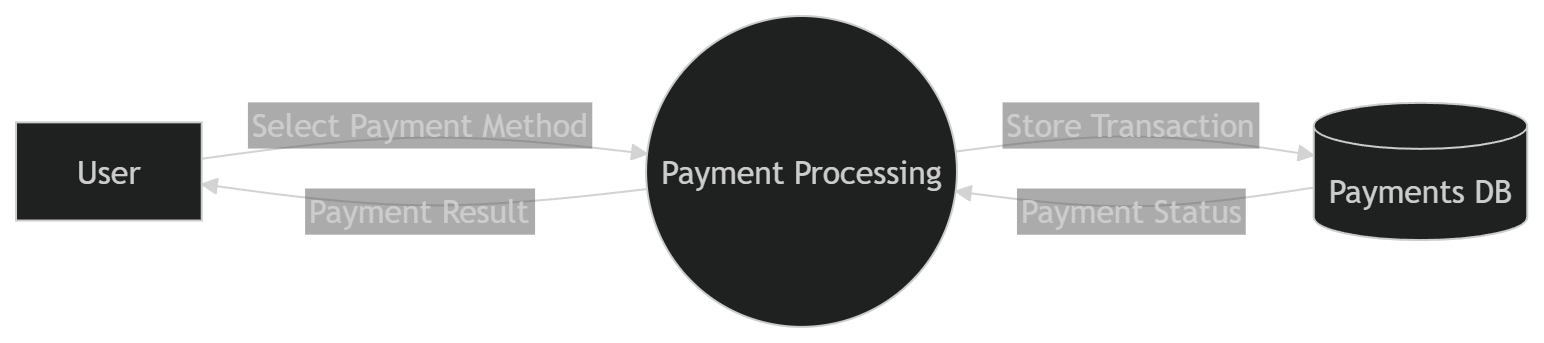 User
Select Payment Method
Payment Result
Payment Processing
Store Transaction
Payment Status
Payments DB